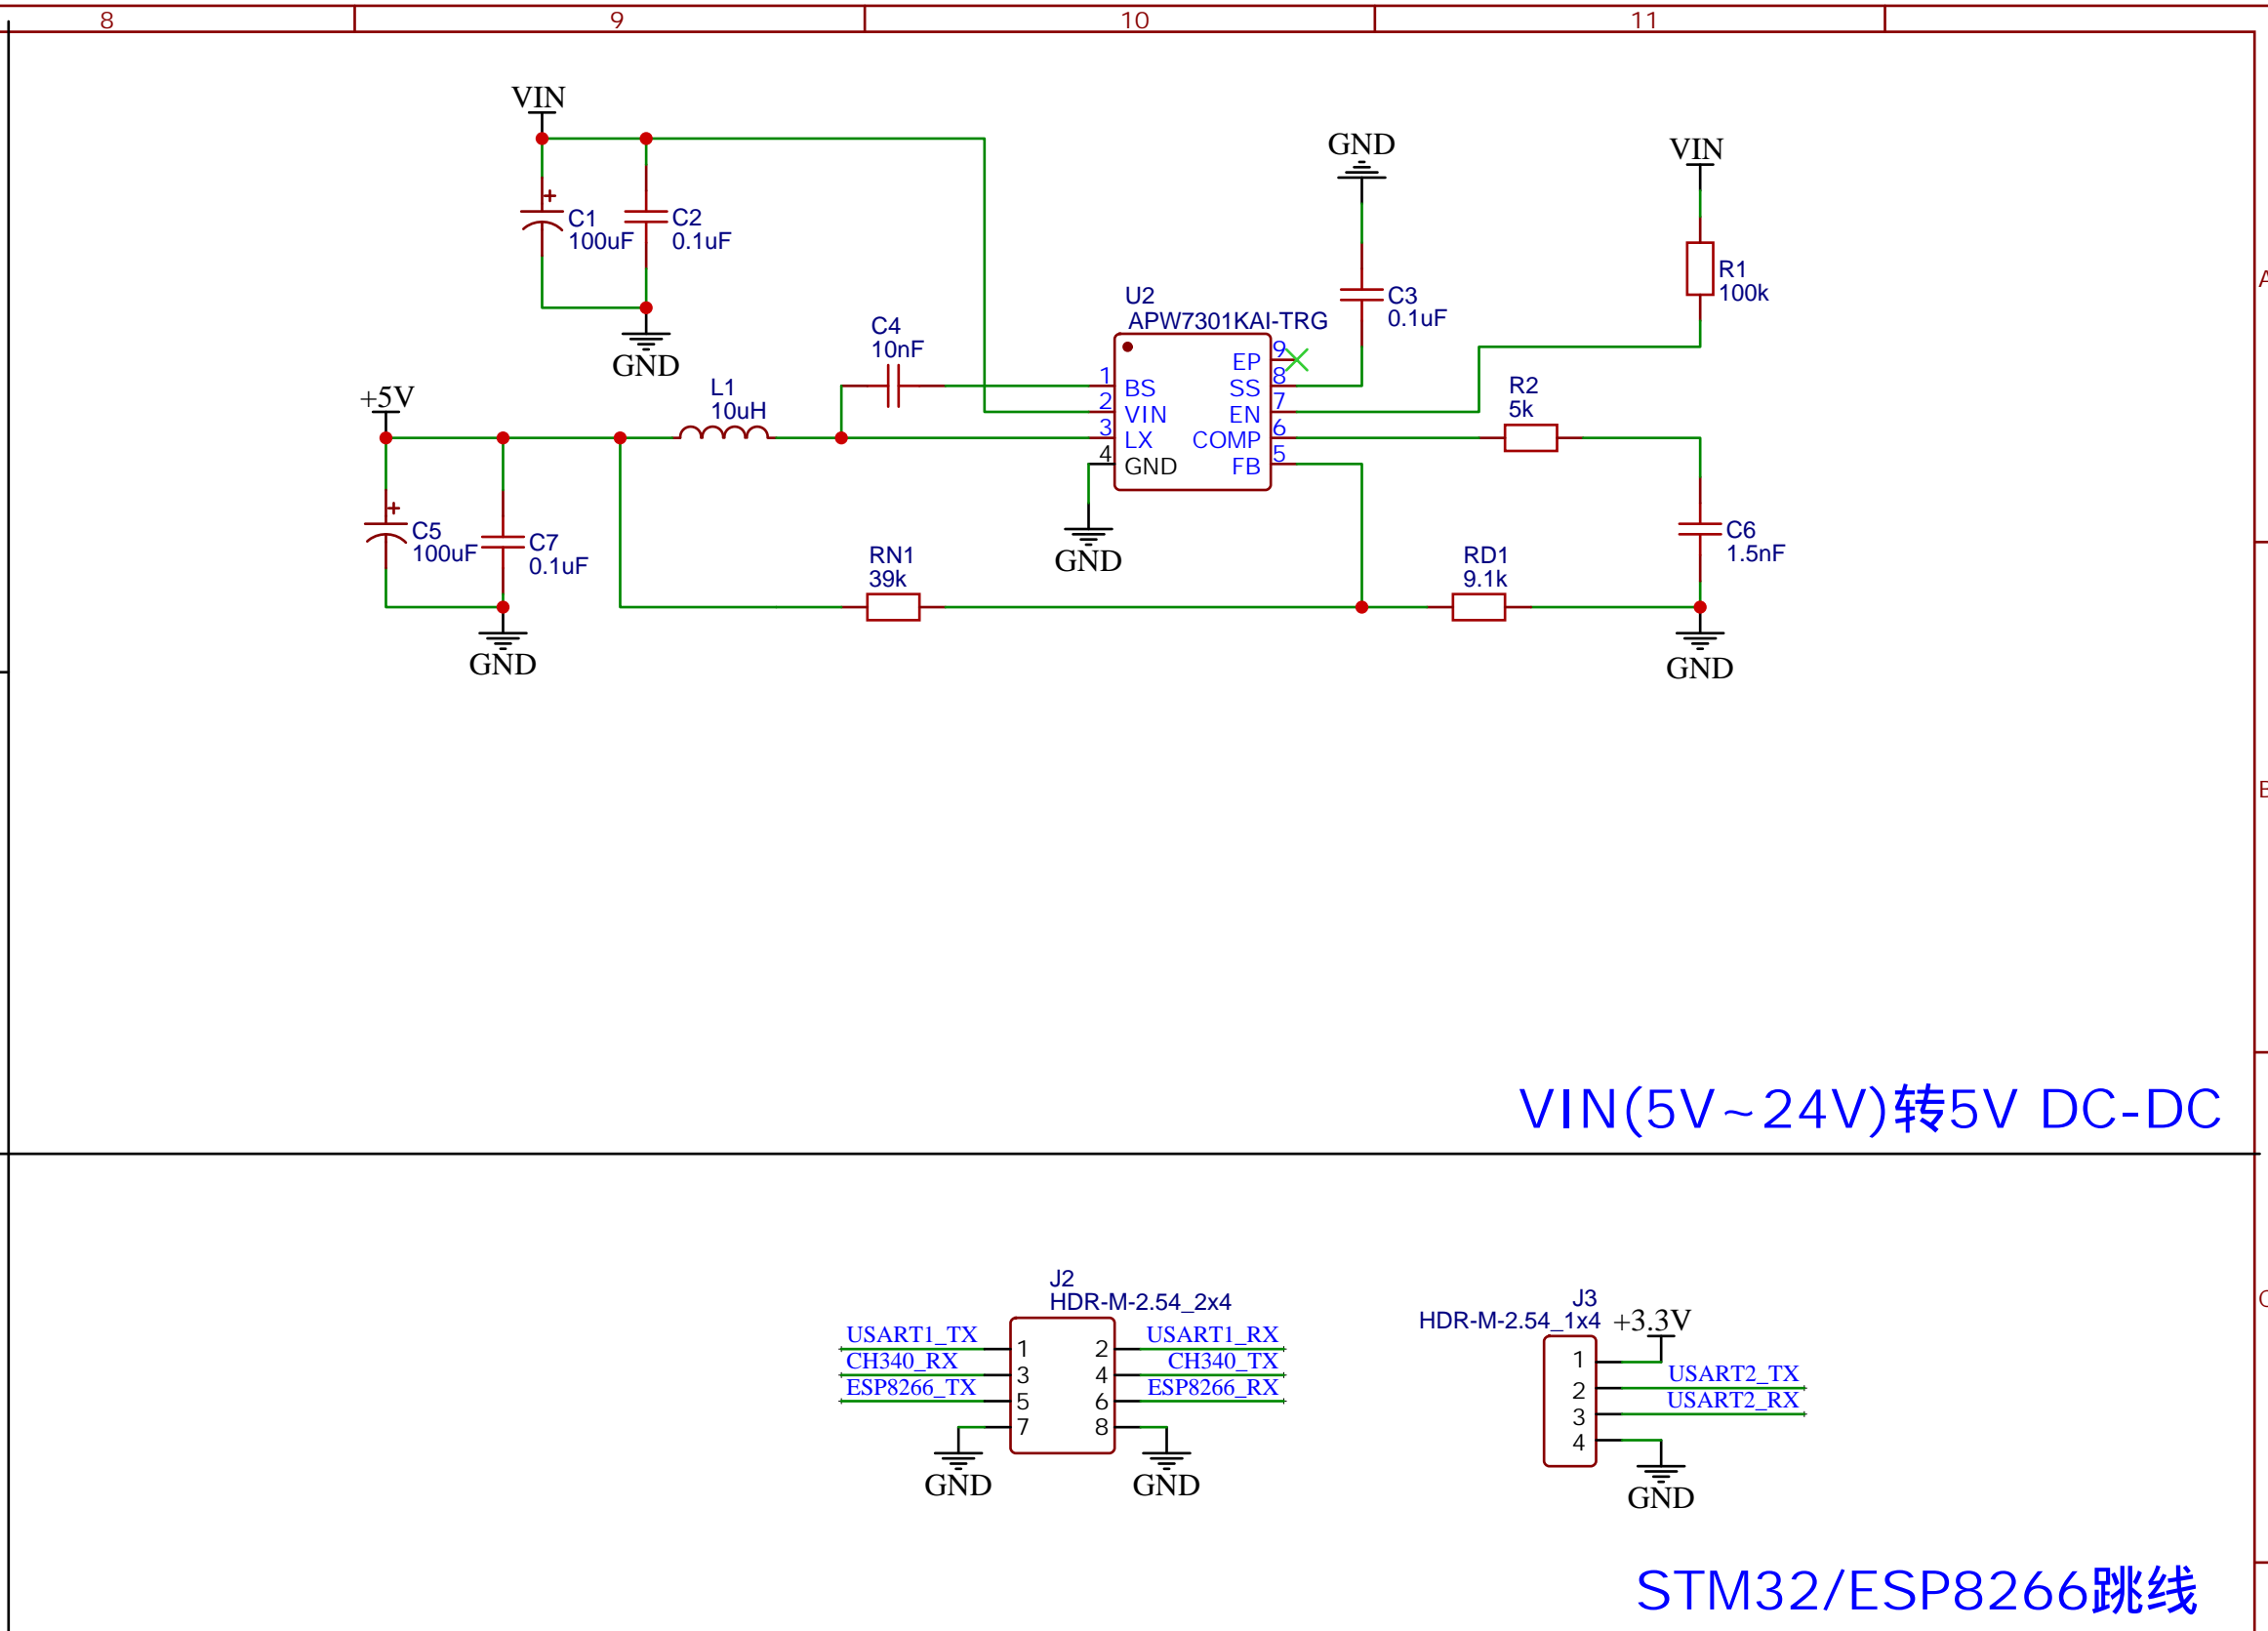 8 9 10 11
VIN
C1
100uF
C2
0.1uF
GND
GND
C3
0.1uF
VIN
R1
100k
A
U2
APW7301KAI-TRG
C4
10nF
L1
10uH
+5V
1 BS
2 VIN
3 LX
4 GND
EP 9
SS 8
EN 7
COMP 6
FB 5
R2
5k
GND
C5
100uF
C7
0.1uF
GND
RN1
39k
RD1
9.1k
C6
1.5nF
GND
B
VIN(5V~24V)转5V DC-DC
J2
HDR-M-2.54_2x4
USART1_TX 1 2 USART1_RX
CH340_RX 3 4 CH340_TX
ESP8266_TX 5 6 ESP8266_RX
7 8
GND GND
J3
HDR-M-2.54_1x4
+3.3V
1
2 USART2_TX
3 USART2_RX
4
GND
C
STM32/ESP8266跳线